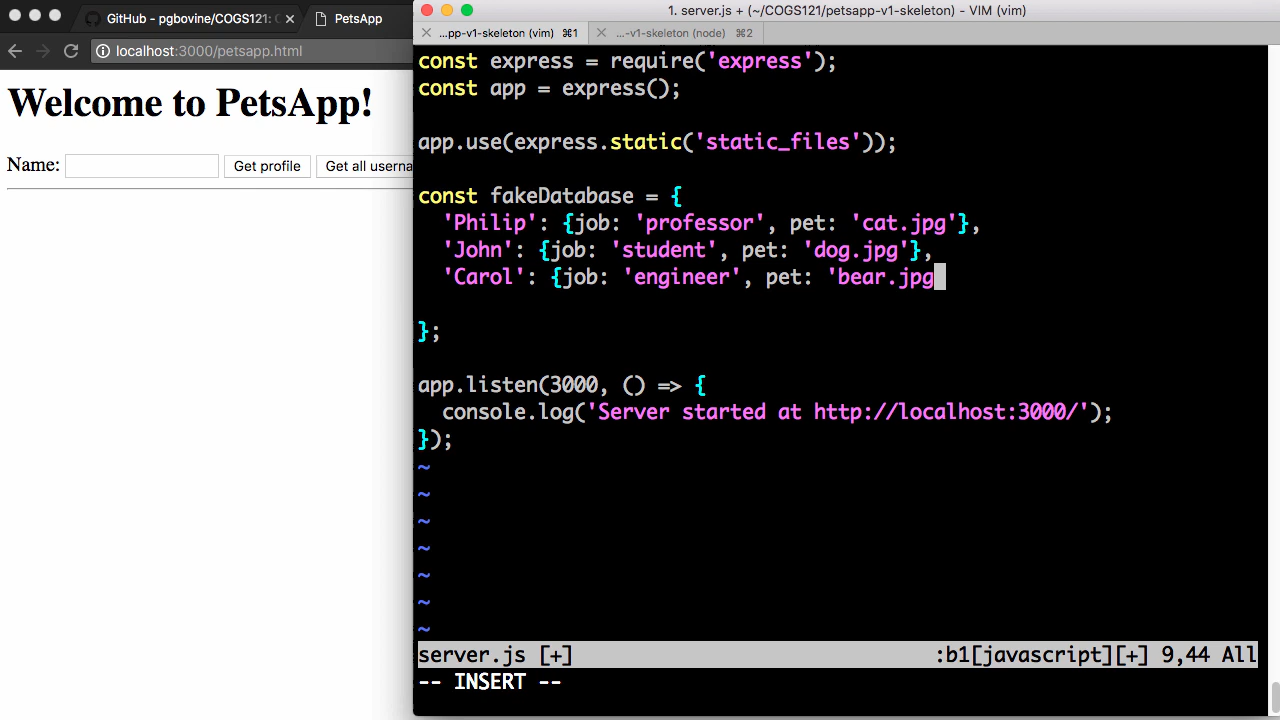 GitHub - pgbovine/COGS121: C
PetsApp
localhost:3000/petsapp.html
Welcome to PetsApp!
Name:
Get profile
Get all userna
1. server.js + (~/COGS121/petsapp-v1-skeleton) - VIM (vim)
...pp-v1-skeleton (vim) ⌘1
...-v1-skeleton (node) ⌘2
const express = require('express');
const app = express();
app.use(express.static('static_files'));
const fakeDatabase = {
  'Philip': {job: 'professor', pet: 'cat.jpg'},
  'John': {job: 'student', pet: 'dog.jpg'},
  'Carol': {job: 'engineer', pet: 'bear.jpg
};
app.listen(3000, () => {
  console.log('Server started at http://localhost:3000/');
});
~
~
~
~
~
~
~
server.js [+] :b1[javascript][+] 9,44 All
-- INSERT --